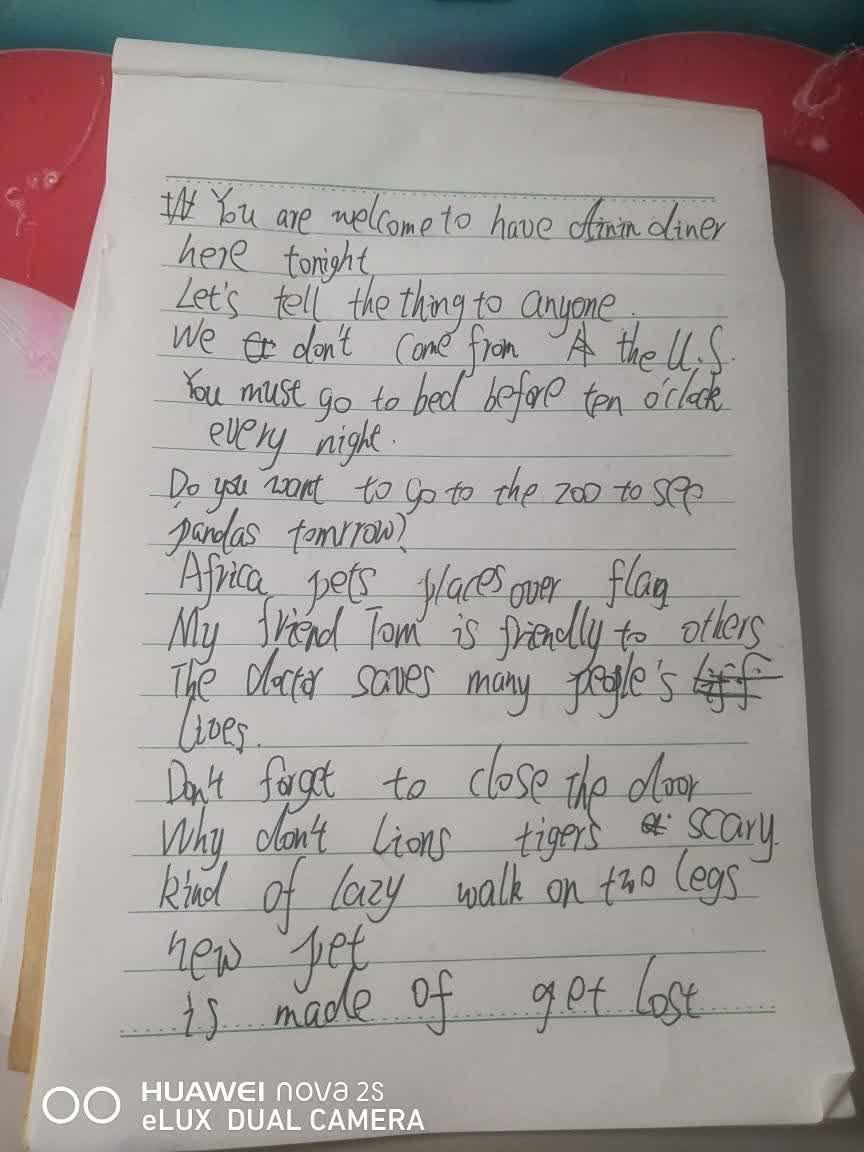 You are welcome to have diner
here tonight
Let's tell the thing to anyone.
We don't come from the U.S.
You must go to bed before ten o'clock
every night.
Do you want to go to the zoo to see
pandas tomrrow?
Africa pets places over flag
My friend Tom is friendly to others
The doctor saves many people's
lives.
Don't forget to close the door
Why don't lions tigers scary.
kind of lazy walk on two legs
new pet
is made of get lost
HUAWEI nova 2s
eLUX DUAL CAMERA